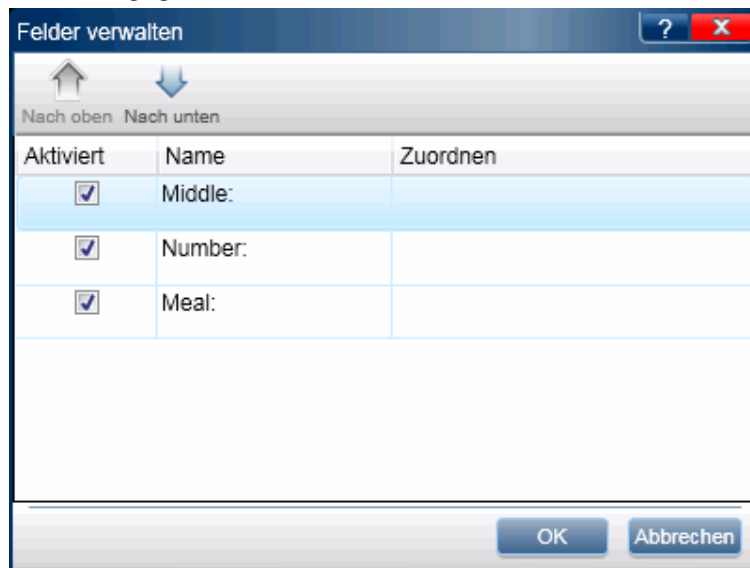 Felder verwalten
?
X
Nach oben Nach unten
Aktiviert Name Zuordnen
Middle:
Number:
Meal:
OK Abbrechen